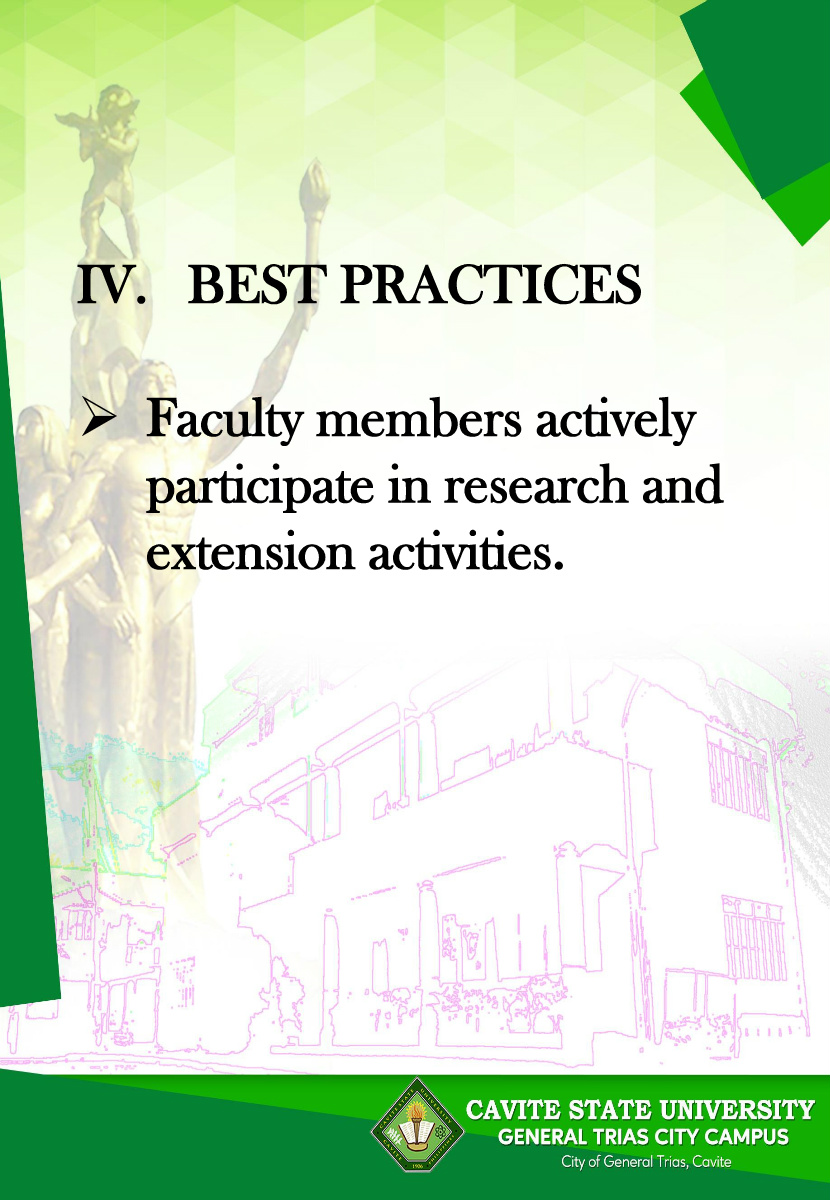 IV. BEST PRACTICES
➢ Faculty members actively
participate in research and
extension activities.
CAVITE STATE UNIVERSITY
GENERAL TRIAS CITY CAMPUS
City of General Trias, Cavite
1906